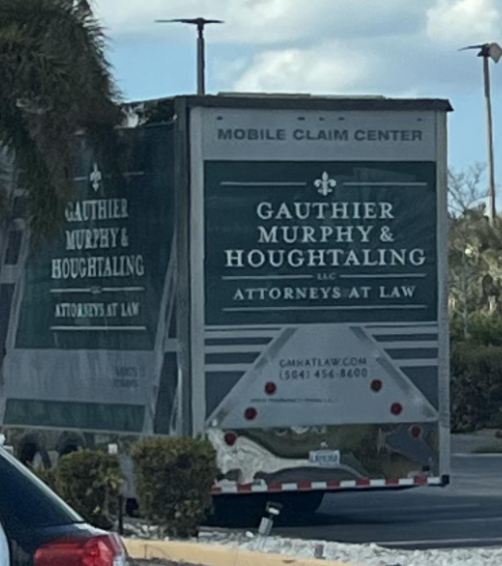 MOBILE CLAIM CENTER
GAUTHIER
MURPHY &
HOUGHTALING
LLC
ATTORNEYS AT LAW
GMHATLAW.COM
(504) 456-8600
GAUTHIER
MURPHY &
HOUGHTALING
ATTORNEYS AT LAW